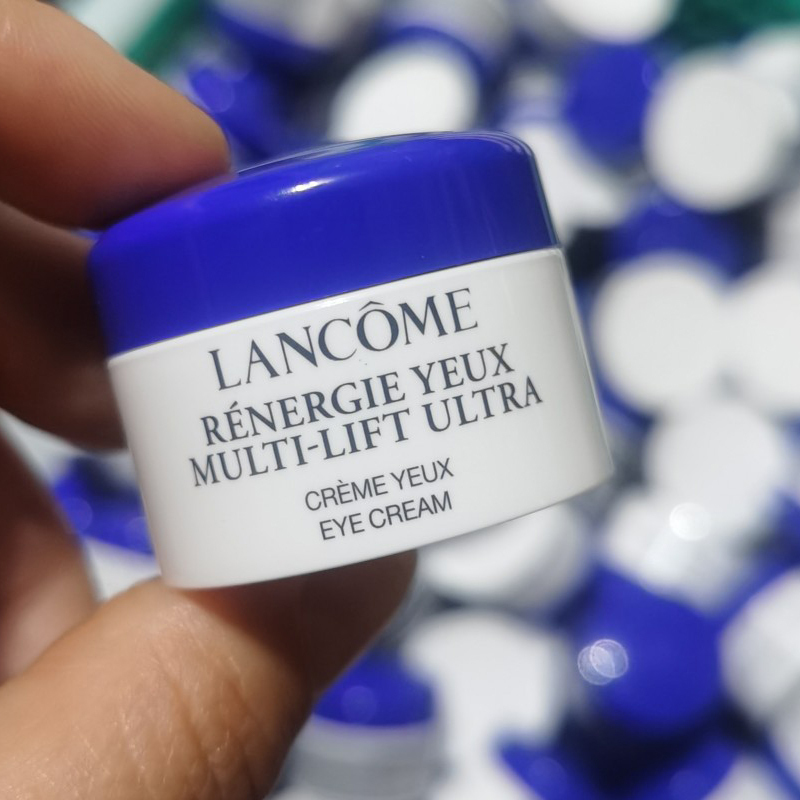 LANCÔME
RÉNERGIE YEUX
MULTI-LIFT ULTRA
CRÈME YEUX
EYE CREAM